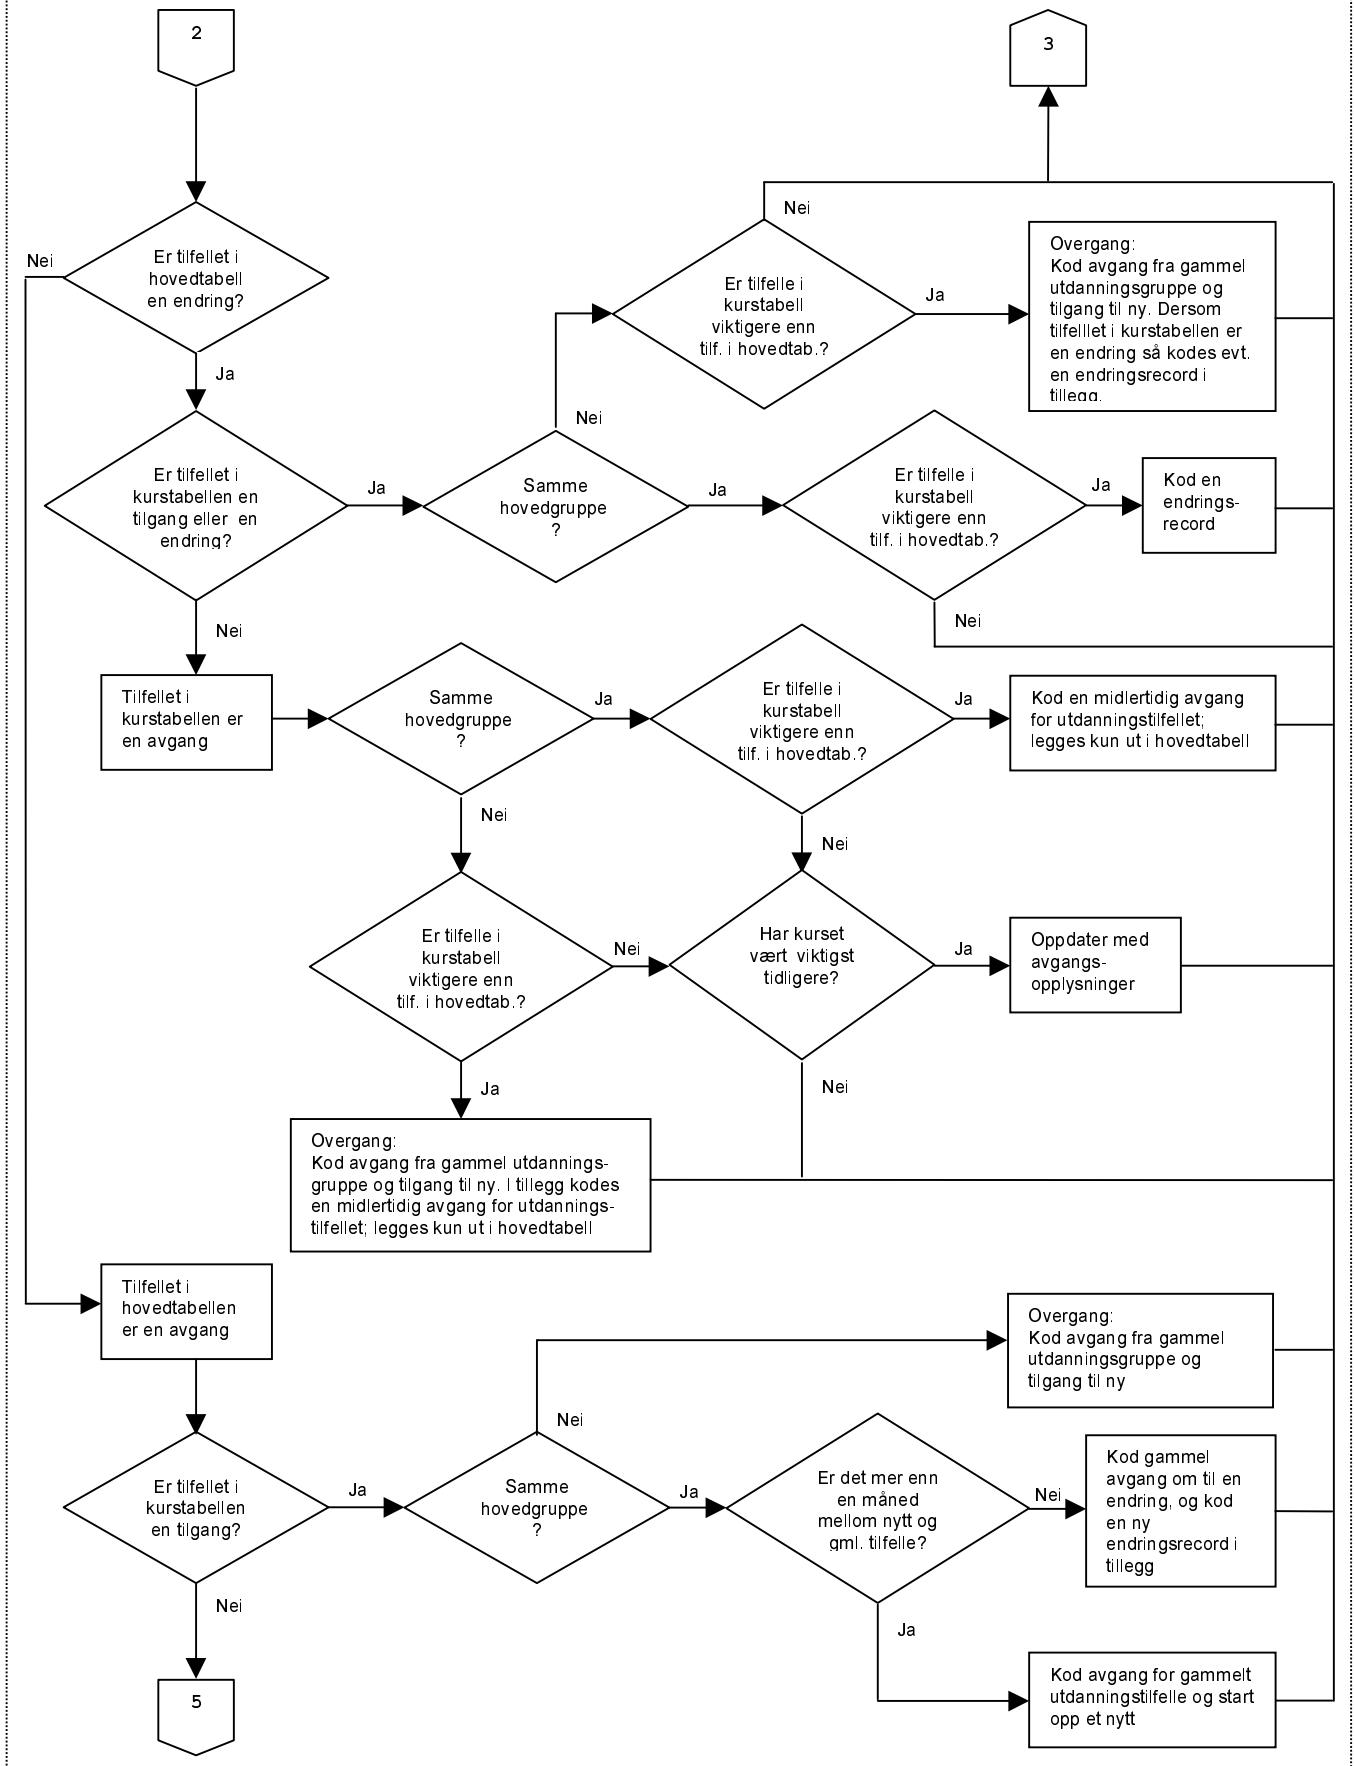 2
3
Nei
Er tilfellet i
hovedtabell
en endring?
Ja
Nei
Er tilfelle i
kurstabell
viktigere enn
tilf. i hovedtab.?
Ja
Overgang:
Kod avgang fra gammel
utdanningsgruppe og
tilgang til ny. Dersom
tilfelllet i kurstabellen er
en endring så kodes evt.
en endringsrecord i
tillegg.
Er tilfellet i
kurstabellen en
tilgang eller en
endring?
Ja
Nei
Samme
hovedgruppe
?
Ja
Er tilfelle i
kurstabell
viktigere enn
tilf. i hovedtab.?
Ja
Kod en
endrings-
record
Nei
Nei
Tilfellet i
kurstabellen er
en avgang
Samme
hovedgruppe
?
Ja
Er tilfelle i
kurstabell
viktigere enn
tilf. i hovedtab.?
Ja
Kod en midlertidig avgang
for utdanningstilfellet;
legges kun ut i hovedtabell
Nei
Nei
Er tilfelle i
kurstabell
viktigere enn
tilf. i hovedtab.?
Nei
Har kurset
vært viktigst
tidligere?
Ja
Oppdater med
avgangs-
opplysninger
Ja
Nei
Overgang:
Kod avgang fra gammel utdannings-
gruppe og tilgang til ny. I tillegg kodes
en midlertidig avgang for utdannings-
tilfellet; legges kun ut i hovedtabell
Tilfellet i
hovedtabellen
er en avgang
Overgang:
Kod avgang fra gammel
utdanningsgruppe og
tilgang til ny
Nei
Er tilfellet i
kurstabellen
en tilgang?
Ja
Samme
hovedgruppe
?
Ja
Er det mer enn
en måned
mellom nytt og
gml. tilfelle?
Nei
Kod gammel
avgang om til en
endring, og kod
en ny
endringsrecord i
tillegg
Nei
Ja
5
Kod avgang for gammelt
utdanningstilfelle og start
opp et nytt